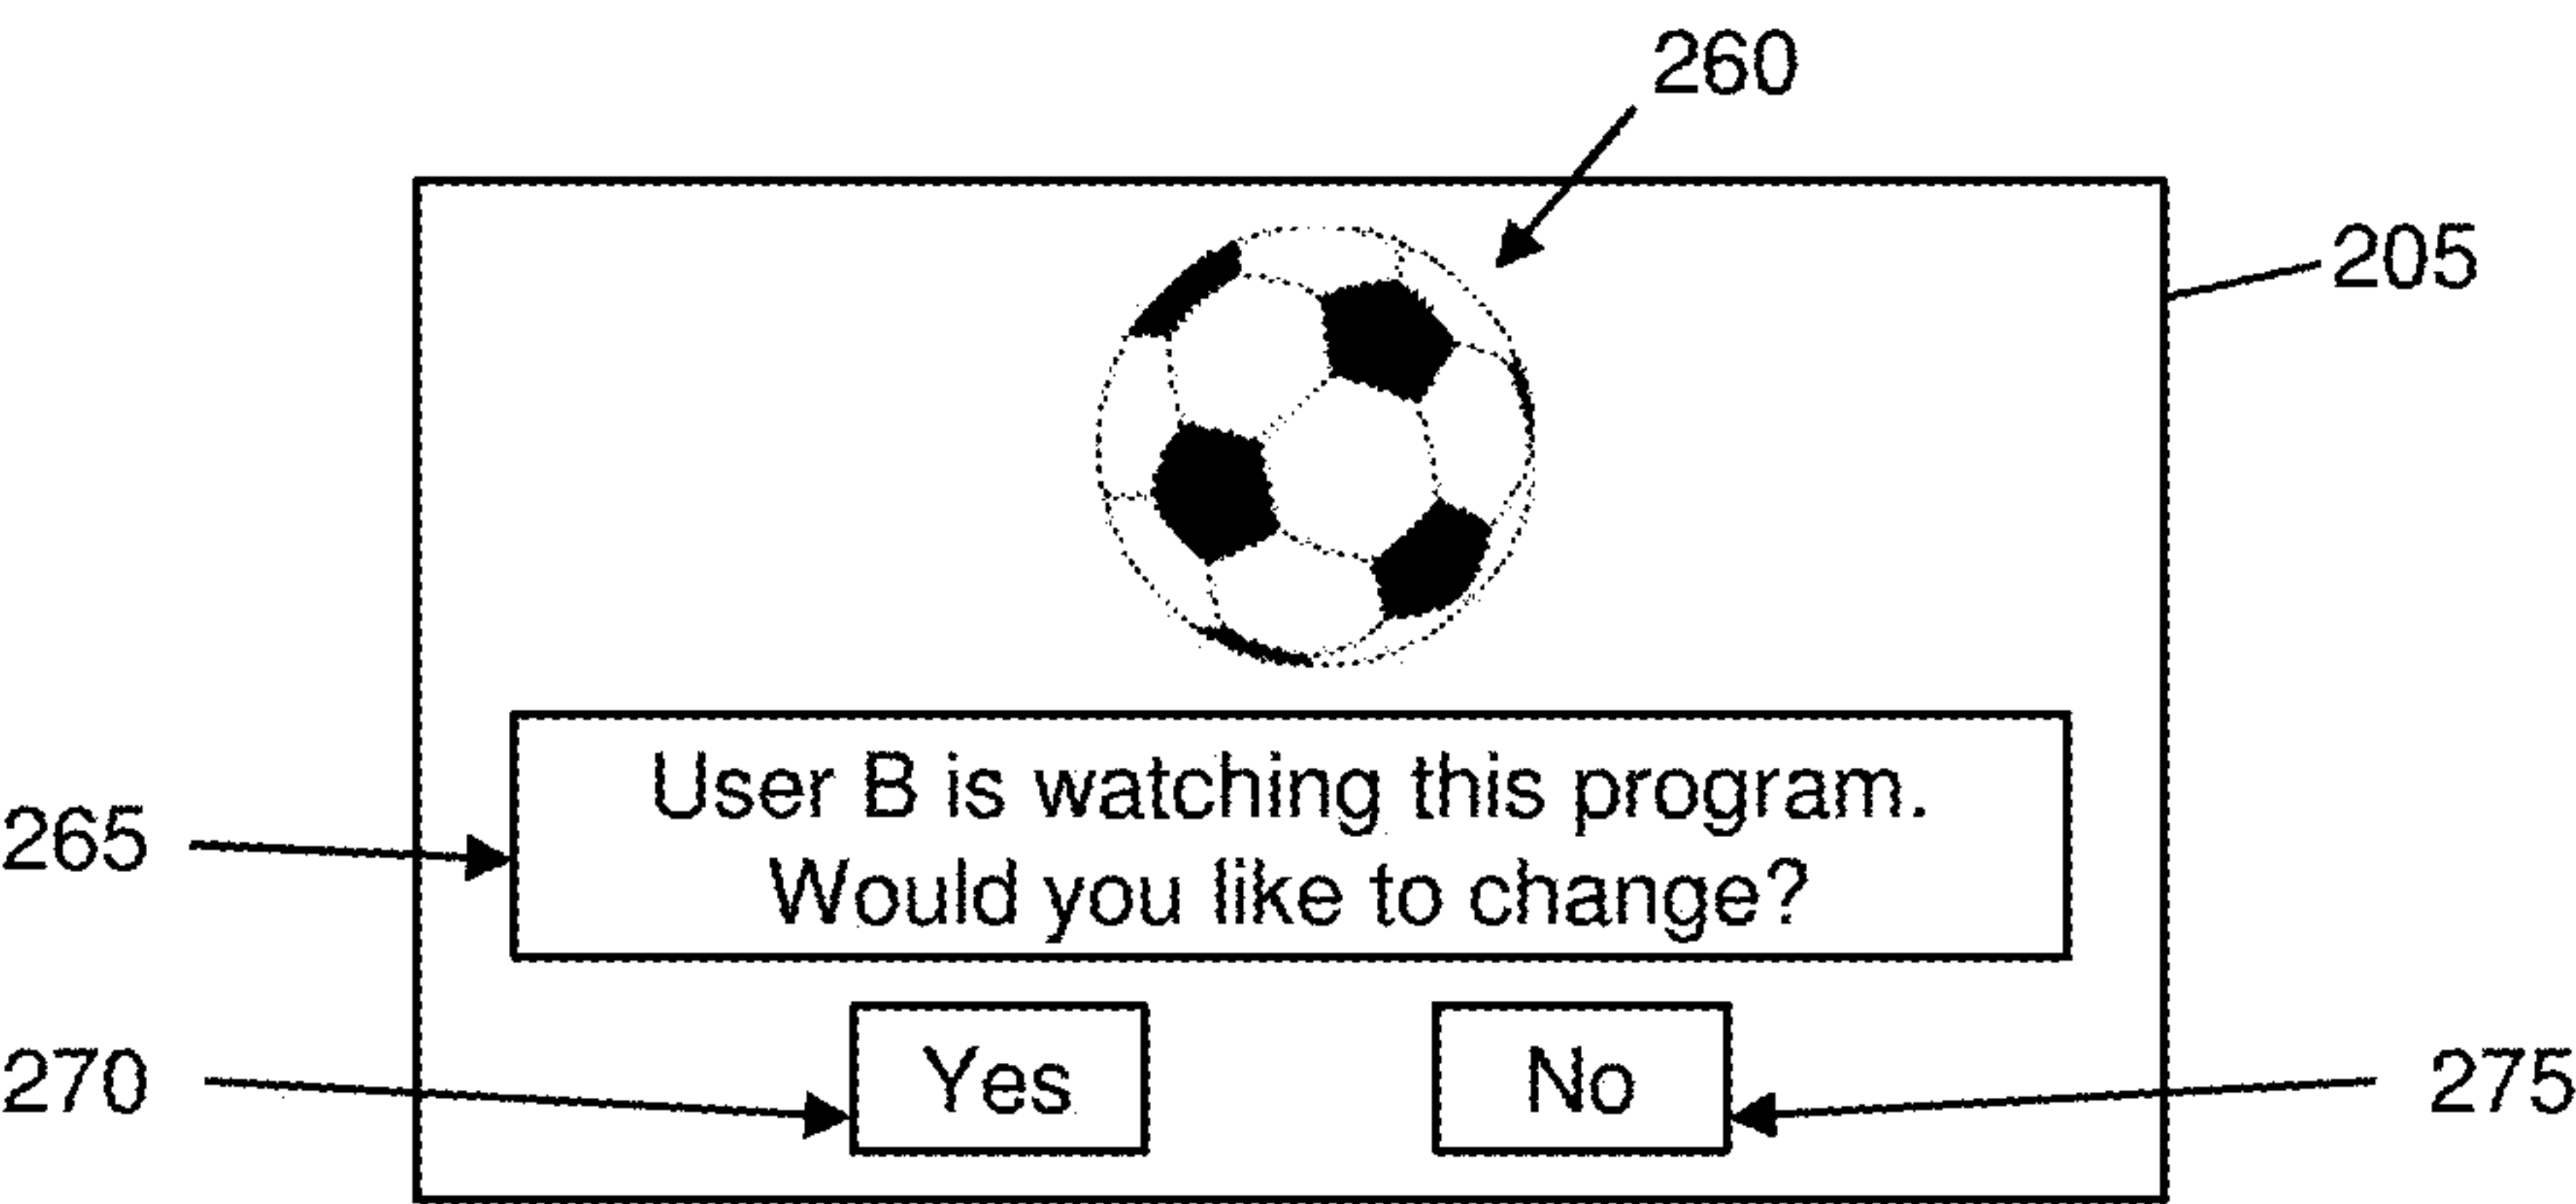 260
205
User B is watching this program.
Would you like to change?
265
Yes
No
270
275